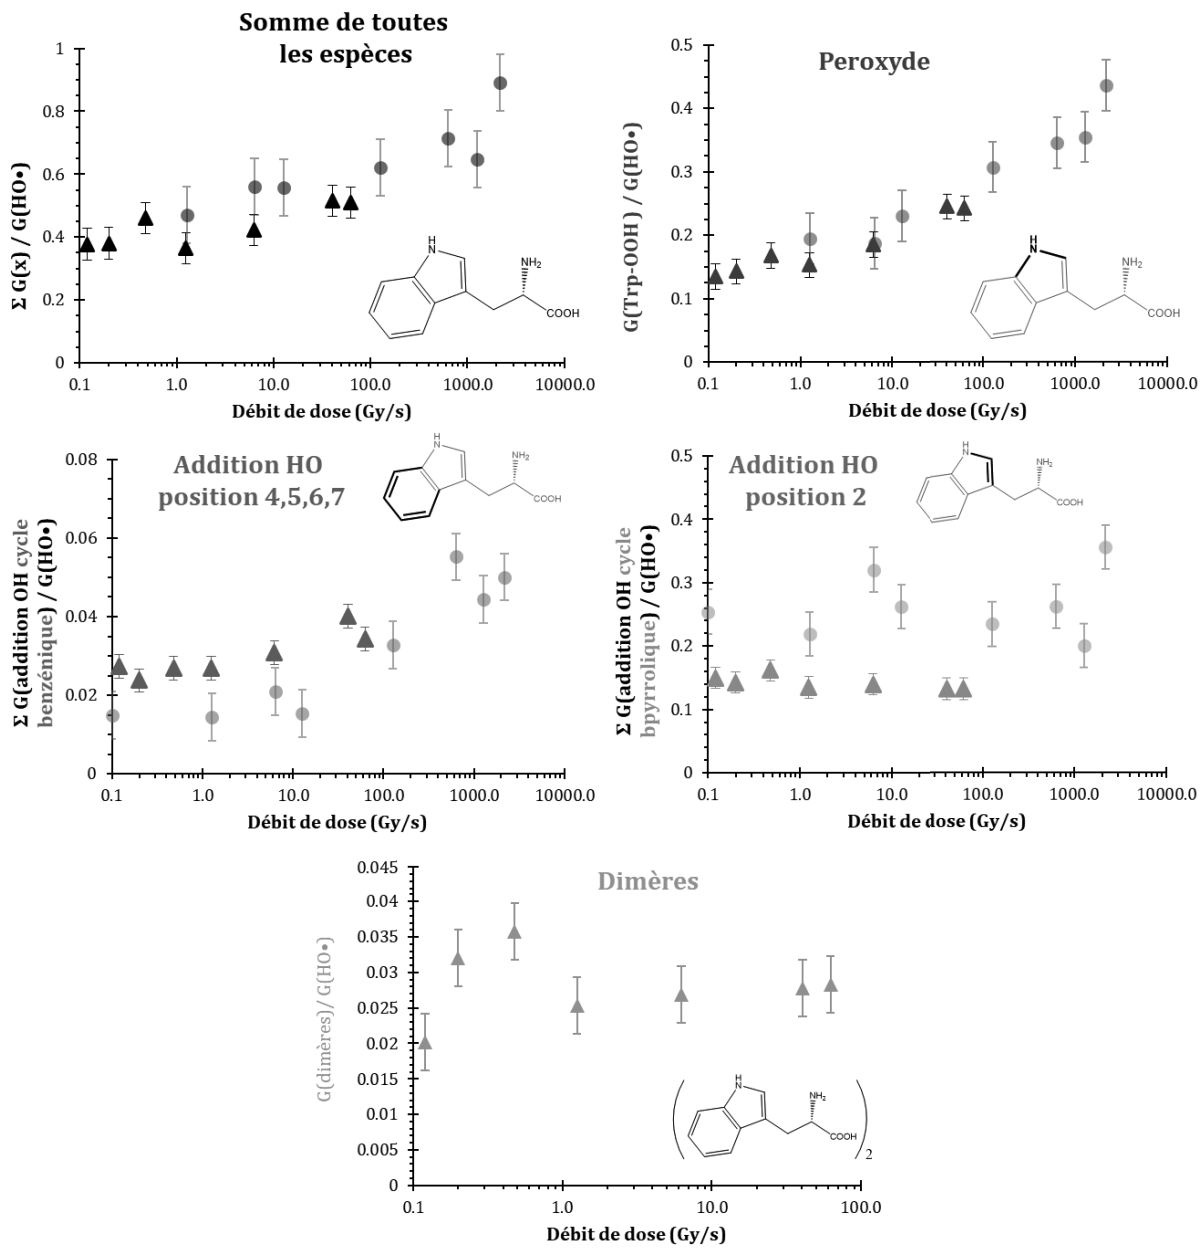 Somme de toutes
les espèces
Σ G(x) / G(HO•)
1
0.8
0.6
0.4
0.2
0
0.1
1.0
10.0
100.0
1000.0
10000.0
Débit de dose (Gy/s)
H
N
NH₂
COOH
Peroxyde
G(Trp-OOH) / G(HO•)
0.5
0.4
0.3
0.2
0.1
0
0.1
1.0
10.0
100.0
1000.0
10000.0
Débit de dose (Gy/s)
H
N
NH₂
COOH
Addition HO
position 4,5,6,7
Σ G(addition OH cycle
benzénique) / G(HO•)
0.08
0.06
0.04
0.02
0
0.1
1.0
10.0
100.0
1000.0
10000.0
Débit de dose (Gy/s)
H
N
NH₂
COOH
Addition HO
position 2
Σ G(addition OH cycle
bpyrrolique) / G(HO•)
0.5
0.4
0.3
0.2
0.1
0
0.1
1.0
10.0
100.0
1000.0
10000.0
Débit de dose (Gy/s)
H
N
NH₂
COOH
Dimères
G(dimères)/ G(HO•)
0.045
0.04
0.035
0.03
0.025
0.02
0.015
0.01
0.005
0
0.1
1.0
10.0
100.0
Débit de dose (Gy/s)
H
N
NH₂
COOH
2